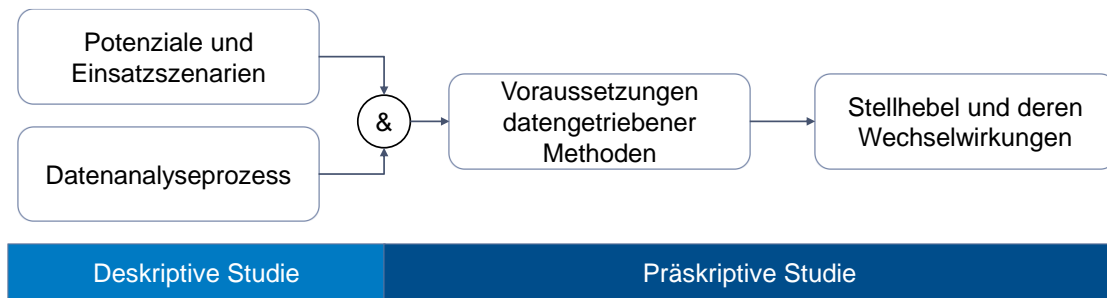 Potenziale und
Einsatzszenarien
Datenanalyseprozess
&
Voraussetzungen
datengetriebener
Methoden
Stellhebel und deren
Wechselwirkungen
Deskriptive Studie
Präskriptive Studie